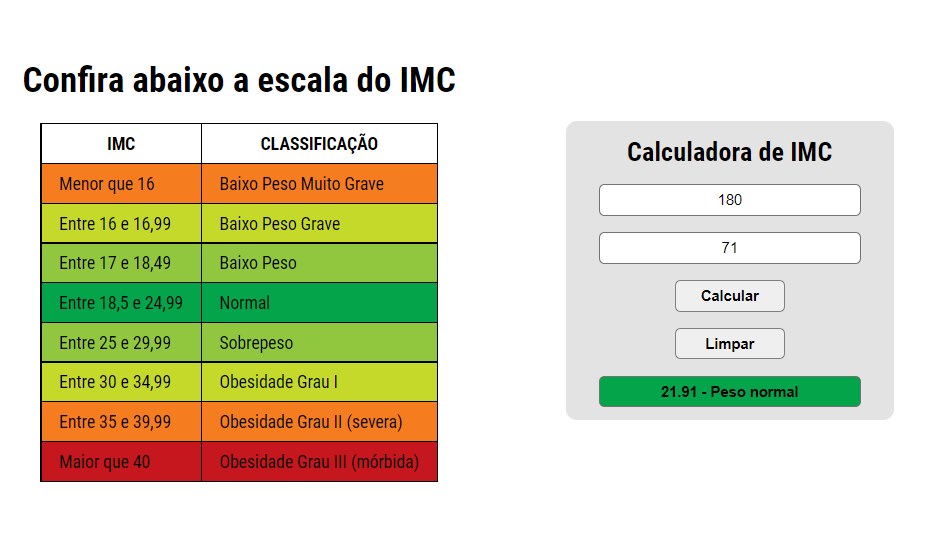 Confira abaixo a escala do IMC
IMC CLASSIFICAÇÃO
Menor que 16 Baixo Peso Muito Grave
Entre 16 e 16,99 Baixo Peso Grave
Entre 17 e 18,49 Baixo Peso
Entre 18,5 e 24,99 Normal
Entre 25 e 29,99 Sobrepeso
Entre 30 e 34,99 Obesidade Grau I
Entre 35 e 39,99 Obesidade Grau II (severa)
Maior que 40 Obesidade Grau III (mórbida)
Calculadora de IMC
180
71
Calcular
Limpar
21.91 - Peso normal